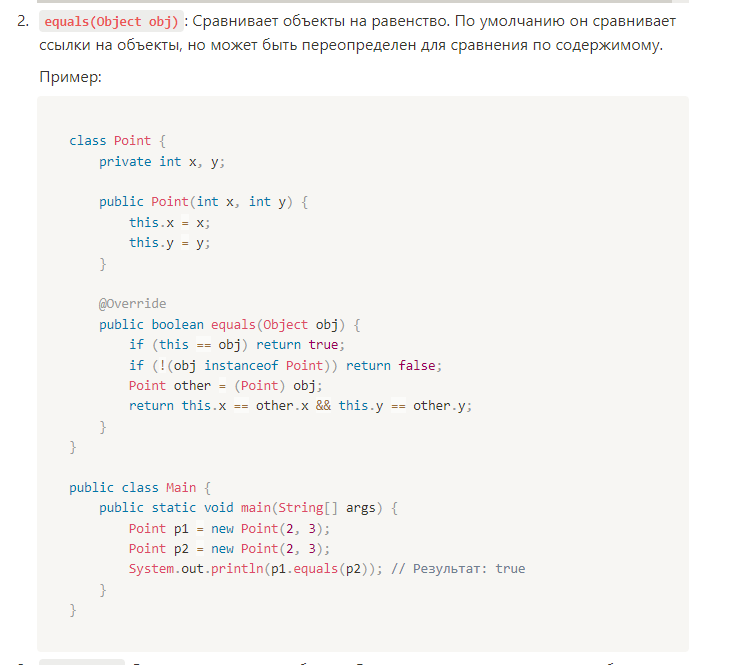 2. equals(Object obj): Сравнивает объекты на равенство. По умолчанию он сравнивает
ссылки на объекты, но может быть переопределен для сравнения по содержимому.
Пример:
class Point {
    private int x, y;

    public Point(int x, int y) {
        this.x = x;
        this.y = y;
    }

    @Override
    public boolean equals(Object obj) {
        if (this == obj) return true;
        if (!(obj instanceof Point)) return false;
        Point other = (Point) obj;
        return this.x == other.x && this.y == other.y;
    }
}

public class Main {
    public static void main(String[] args) {
        Point p1 = new Point(2, 3);
        Point p2 = new Point(2, 3);
        System.out.println(p1.equals(p2)); // Результат: true
    }
}